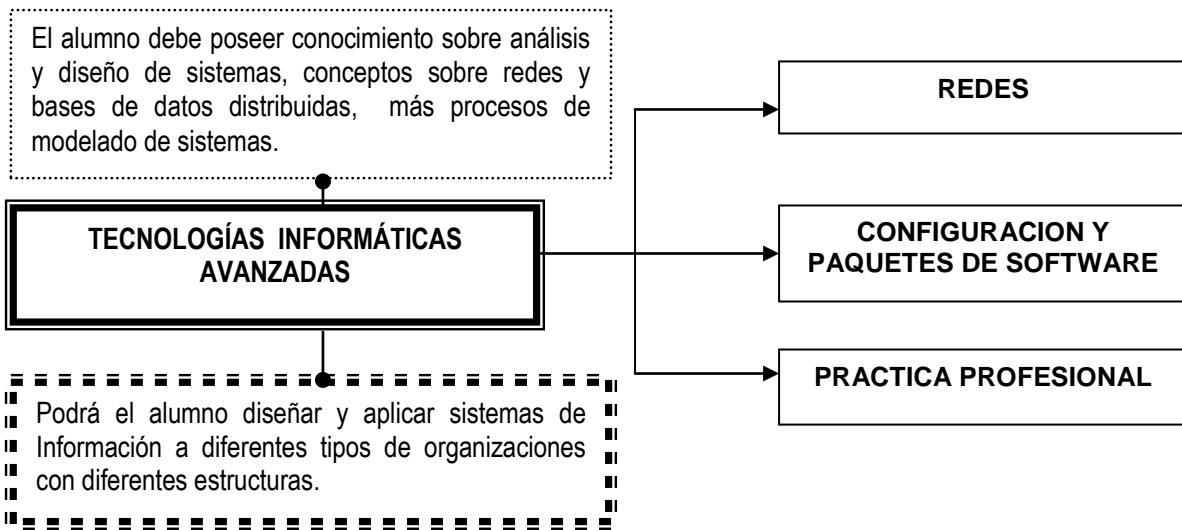 El alumno debe poseer conocimiento sobre análisis
y diseño de sistemas, conceptos sobre redes y
bases de datos distribuidas, más procesos de
modelado de sistemas.
TECNOLOGÍAS INFORMÁTICAS
AVANZADAS
Podrá el alumno diseñar y aplicar sistemas de
Información a diferentes tipos de organizaciones
con diferentes estructuras.
REDES
CONFIGURACION Y
PAQUETES DE SOFTWARE
PRACTICA PROFESIONAL